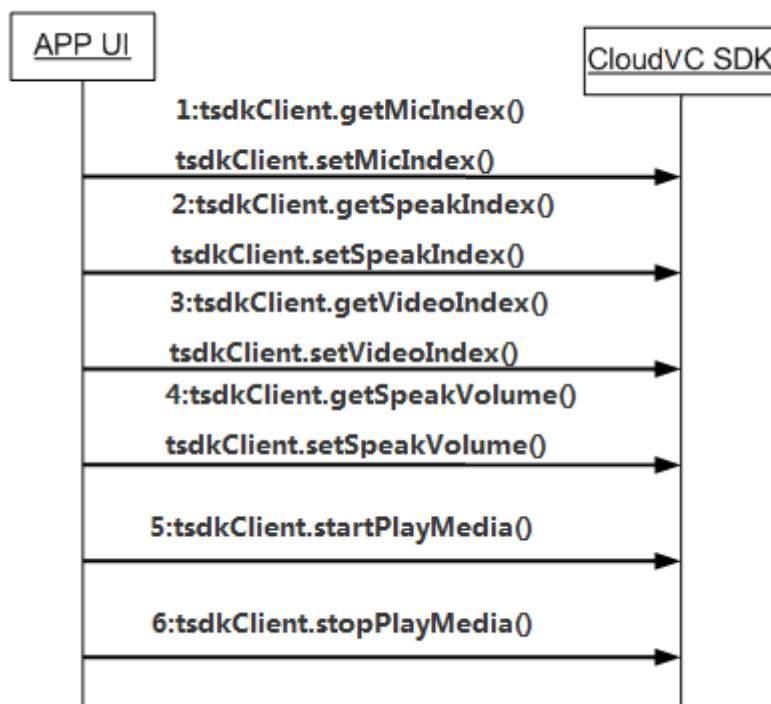 APP UI
CloudVC SDK
1:tsdkClient.getMicIndex()
tsdkClient.setMicIndex()
2:tsdkClient.getSpeakIndex()
tsdkClient.setSpeakIndex()
3:tsdkClient.getVideoIndex()
tsdkClient.setVideoIndex()
4:tsdkClient.getSpeakVolume()
tsdkClient.setSpeakVolume()
5:tsdkClient.startPlayMedia()
6:tsdkClient.stopPlayMedia()